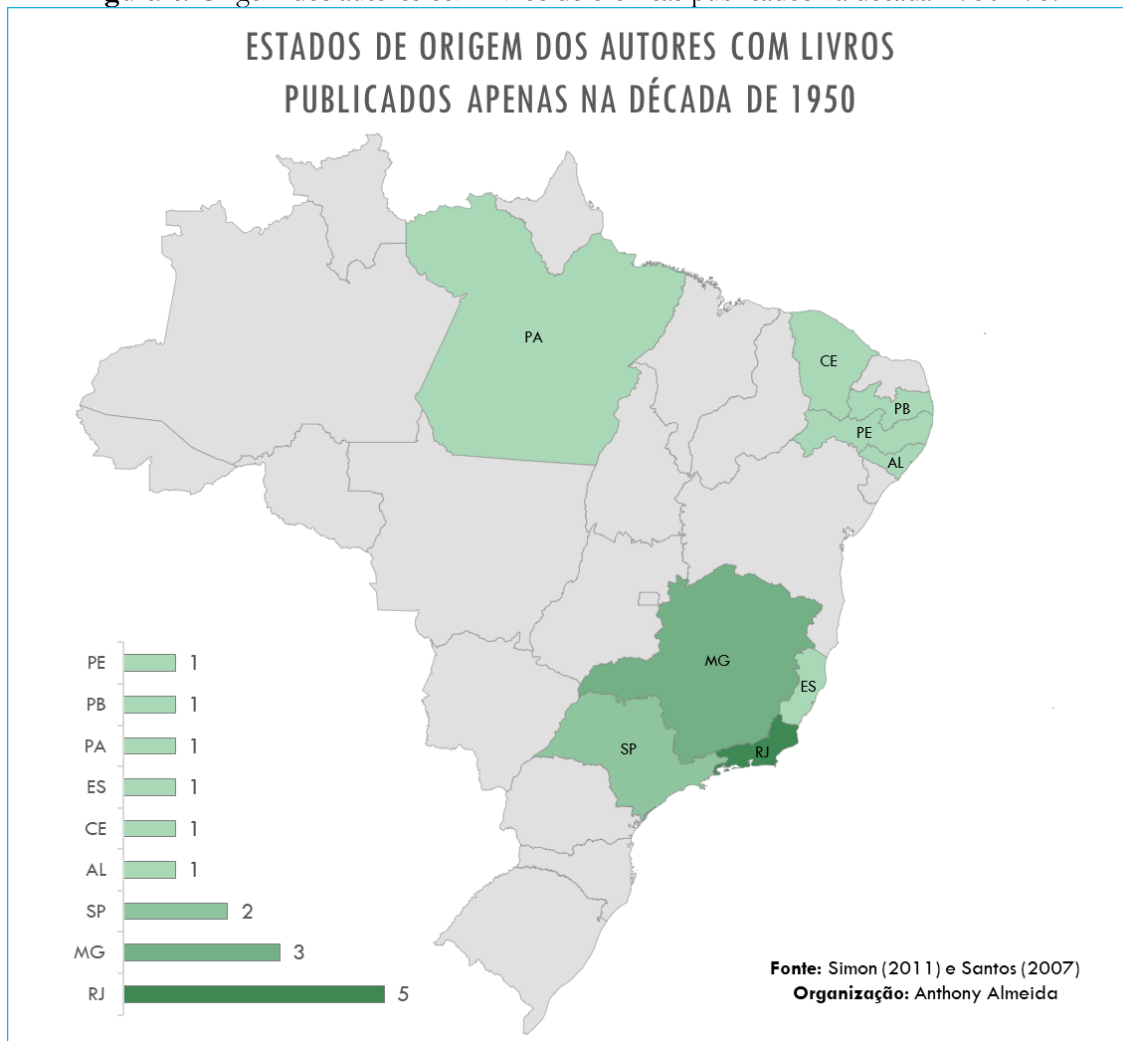 ESTADOS DE ORIGEM DOS AUTORES COM LIVROS
PUBLICADOS APENAS NA DÉCADA DE 1950
PA
CE
PB
PE
AL
MG
ES
SP
RJ
PE 1
PB 1
PA 1
ES 1
CE 1
AL 1
SP 2
MG 3
RJ 5
Fonte: Simon (2011) e Santos (2007)
Organização: Anthony Almeida